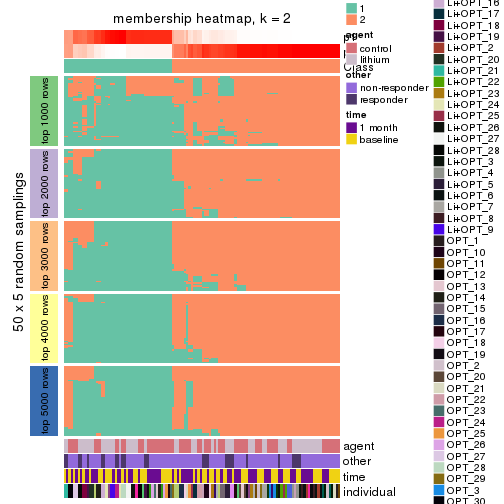 membership heatmap, k = 2
1
2
agent
control
lithium
Class
other
non-responder
responder
time
1 month
baseline
50 x 5 random samplings
top 1000 rows
top 2000 rows
top 3000 rows
top 4000 rows
top 5000 rows
agent
other
time
individual
Li+OPT_16
Li+OPT_17
Li+OPT_18
Li+OPT_19
Li+OPT_2
Li+OPT_20
Li+OPT_21
Li+OPT_22
Li+OPT_23
Li+OPT_24
Li+OPT_25
Li+OPT_26
Li+OPT_27
Li+OPT_28
Li+OPT_3
Li+OPT_4
Li+OPT_5
Li+OPT_6
Li+OPT_7
Li+OPT_8
Li+OPT_9
OPT_1
OPT_10
OPT_11
OPT_12
OPT_13
OPT_14
OPT_15
OPT_16
OPT_17
OPT_18
OPT_19
OPT_2
OPT_20
OPT_21
OPT_22
OPT_23
OPT_24
OPT_25
OPT_26
OPT_27
OPT_28
OPT_29
OPT_3
OPT_30